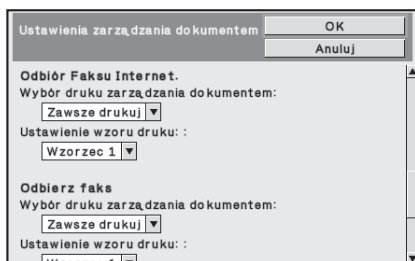 Ustawienia zarządzania dokumentem
OK
Anuluj
Odbiór Faksu Internet.
Wybór druku zarządzania dokumentem:
Zawsze drukuj
Ustawienie wzoru druku: :
Wzorzec 1
Odbierz faks
Wybór druku zarządzania dokumentem:
Zawsze drukuj
Ustawienie wzoru druku: :